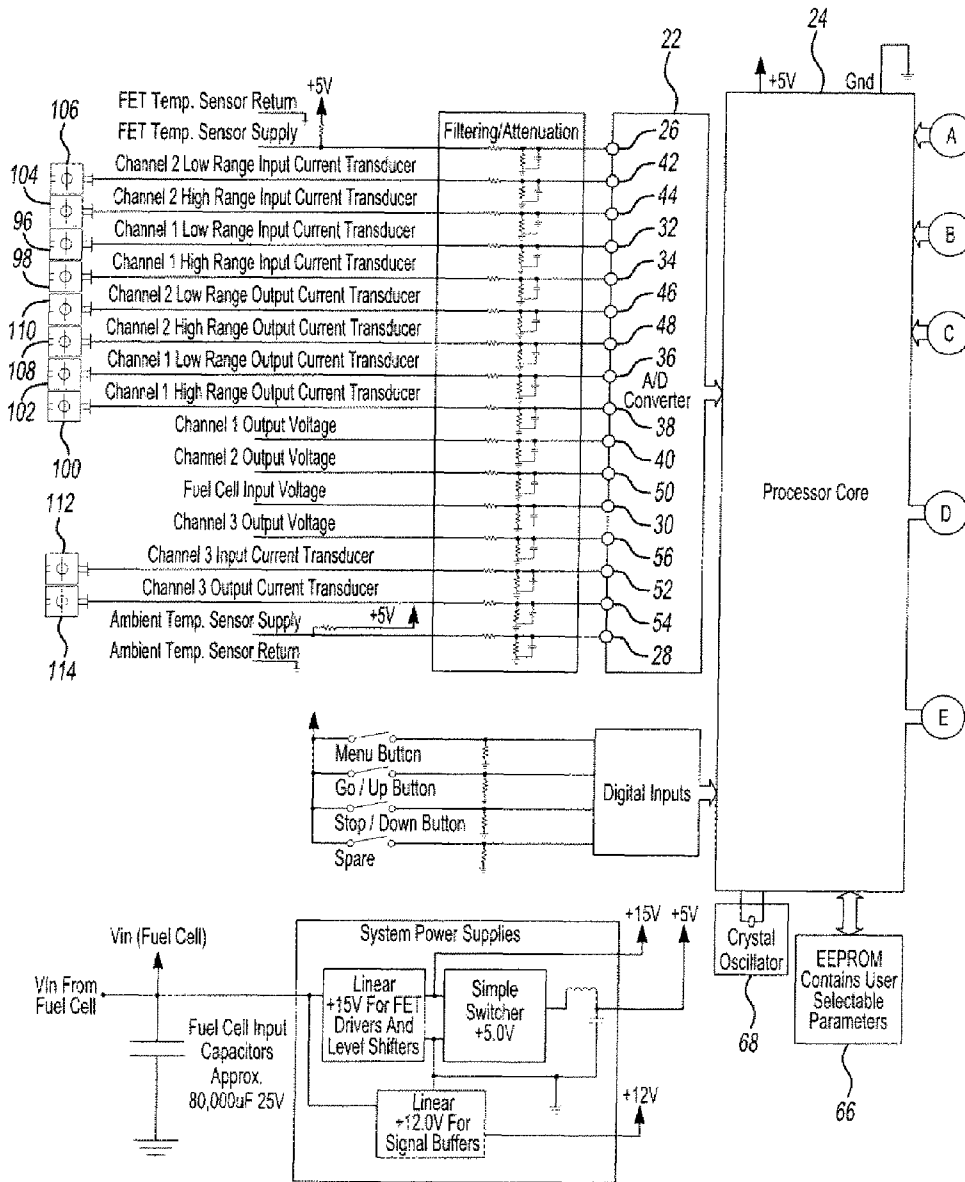 24
22
+5V
Gnd
+5V
FET Temp. Sensor Return
106
FET Temp. Sensor Supply
Filtering/Attenuation
26
A
Channel 2 Low Range Input Current Transducer
42
104
Channel 2 High Range Input Current Transducer
44
96
Channel 1 Low Range Input Current Transducer
32
B
98
Channel 1 High Range Input Current Transducer
34
Channel 2 Low Range Output Current Transducer
46
110
Channel 2 High Range Output Current Transducer
48
C
108
Channel 1 Low Range Output Current Transducer
36
102
Channel 1 High Range Output Current Transducer
A/D
Converter
38
100
Channel 1 Output Voltage
40
Channel 2 Output Voltage
50
Processor Core
112
Fuel Cell Input Voltage
30
D
Channel 3 Output Voltage
56
Channel 3 Input Current Transducer
52
Channel 3 Output Current Transducer
54
Ambient Temp. Sensor Supply
+5V
28
114
Ambient Temp. Sensor Return
E
Menu Button
Go / Up Button
Digital Inputs
Stop / Down Button
Spare
+15V
+5V
System Power Supplies
Vin (Fuel Cell)
Crystal
Oscillator
68
EEPROM
Contains User
Selectable
Parameters
66
Vin From
Fuel Cell
Linear
+15V For FET
Drivers And
Level Shifters
Simple
Switcher
+5.0V
Fuel Cell Input
Capacitors
Approx.
80,000uF 25V
Linear
+12.0V For
Signal Buffers
+12V